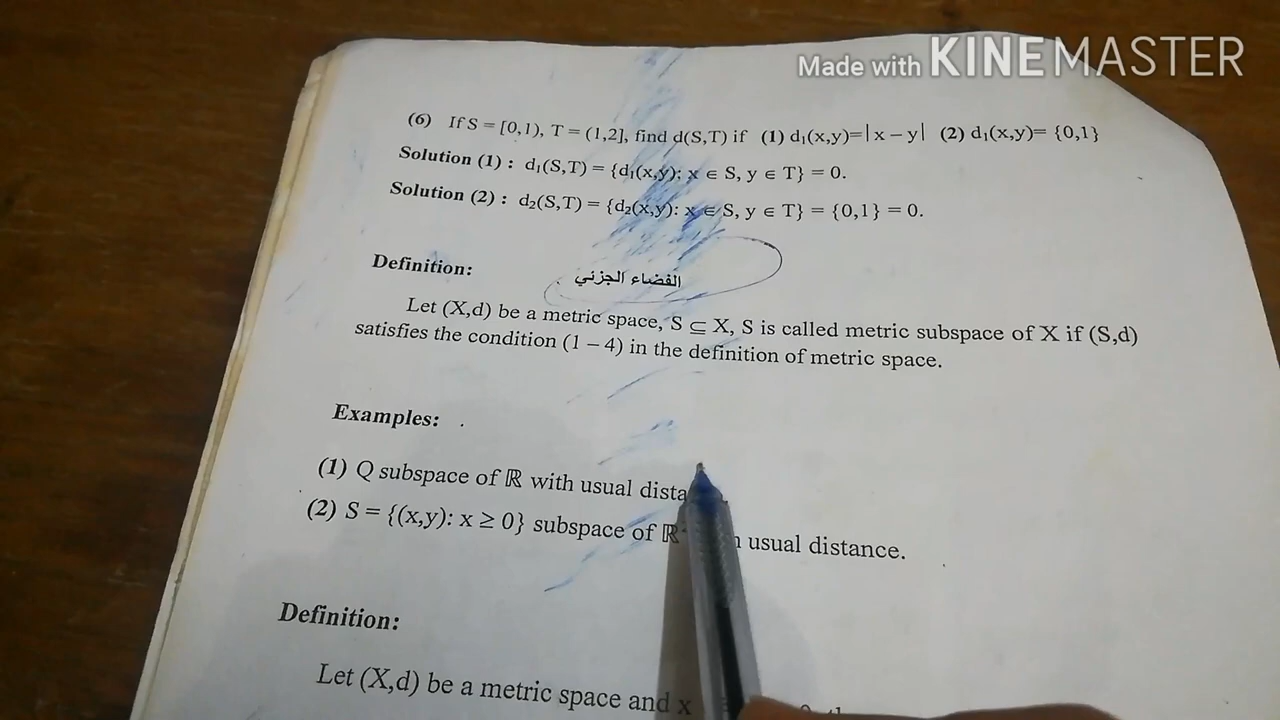 Made with KINEMASTER
(6) If S = [0,1), T = (1,2], find d(S,T) if (1) d₁(x,y)=|x − y| (2) d₁(x,y)= {0,1}
Solution (1) : d₁(S,T) = {d₁(x,y): x ∈ S, y ∈ T} = 0.
Solution (2) : d₂(S,T) = {d₂(x,y): x ∈ S, y ∈ T} = {0,1} = 0.
Definition: الفضاء الجزئي
Let (X,d) be a metric space, S ⊆ X, S is called metric subspace of X if (S,d)
satisfies the condition (1 – 4) in the definition of metric space.
Examples:
(1) Q subspace of ℝ with usual
(2) S = {(x,y): x ≥ 0} subspace of usual distance.
Definition:
Let (X,d) be a metric space and x